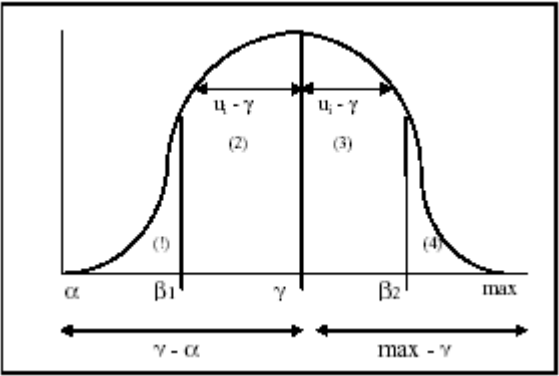 uᵢ - γ uᵢ - γ
(2) (3)
(!) (4)
α β1 γ β2 max
γ - α max - γ